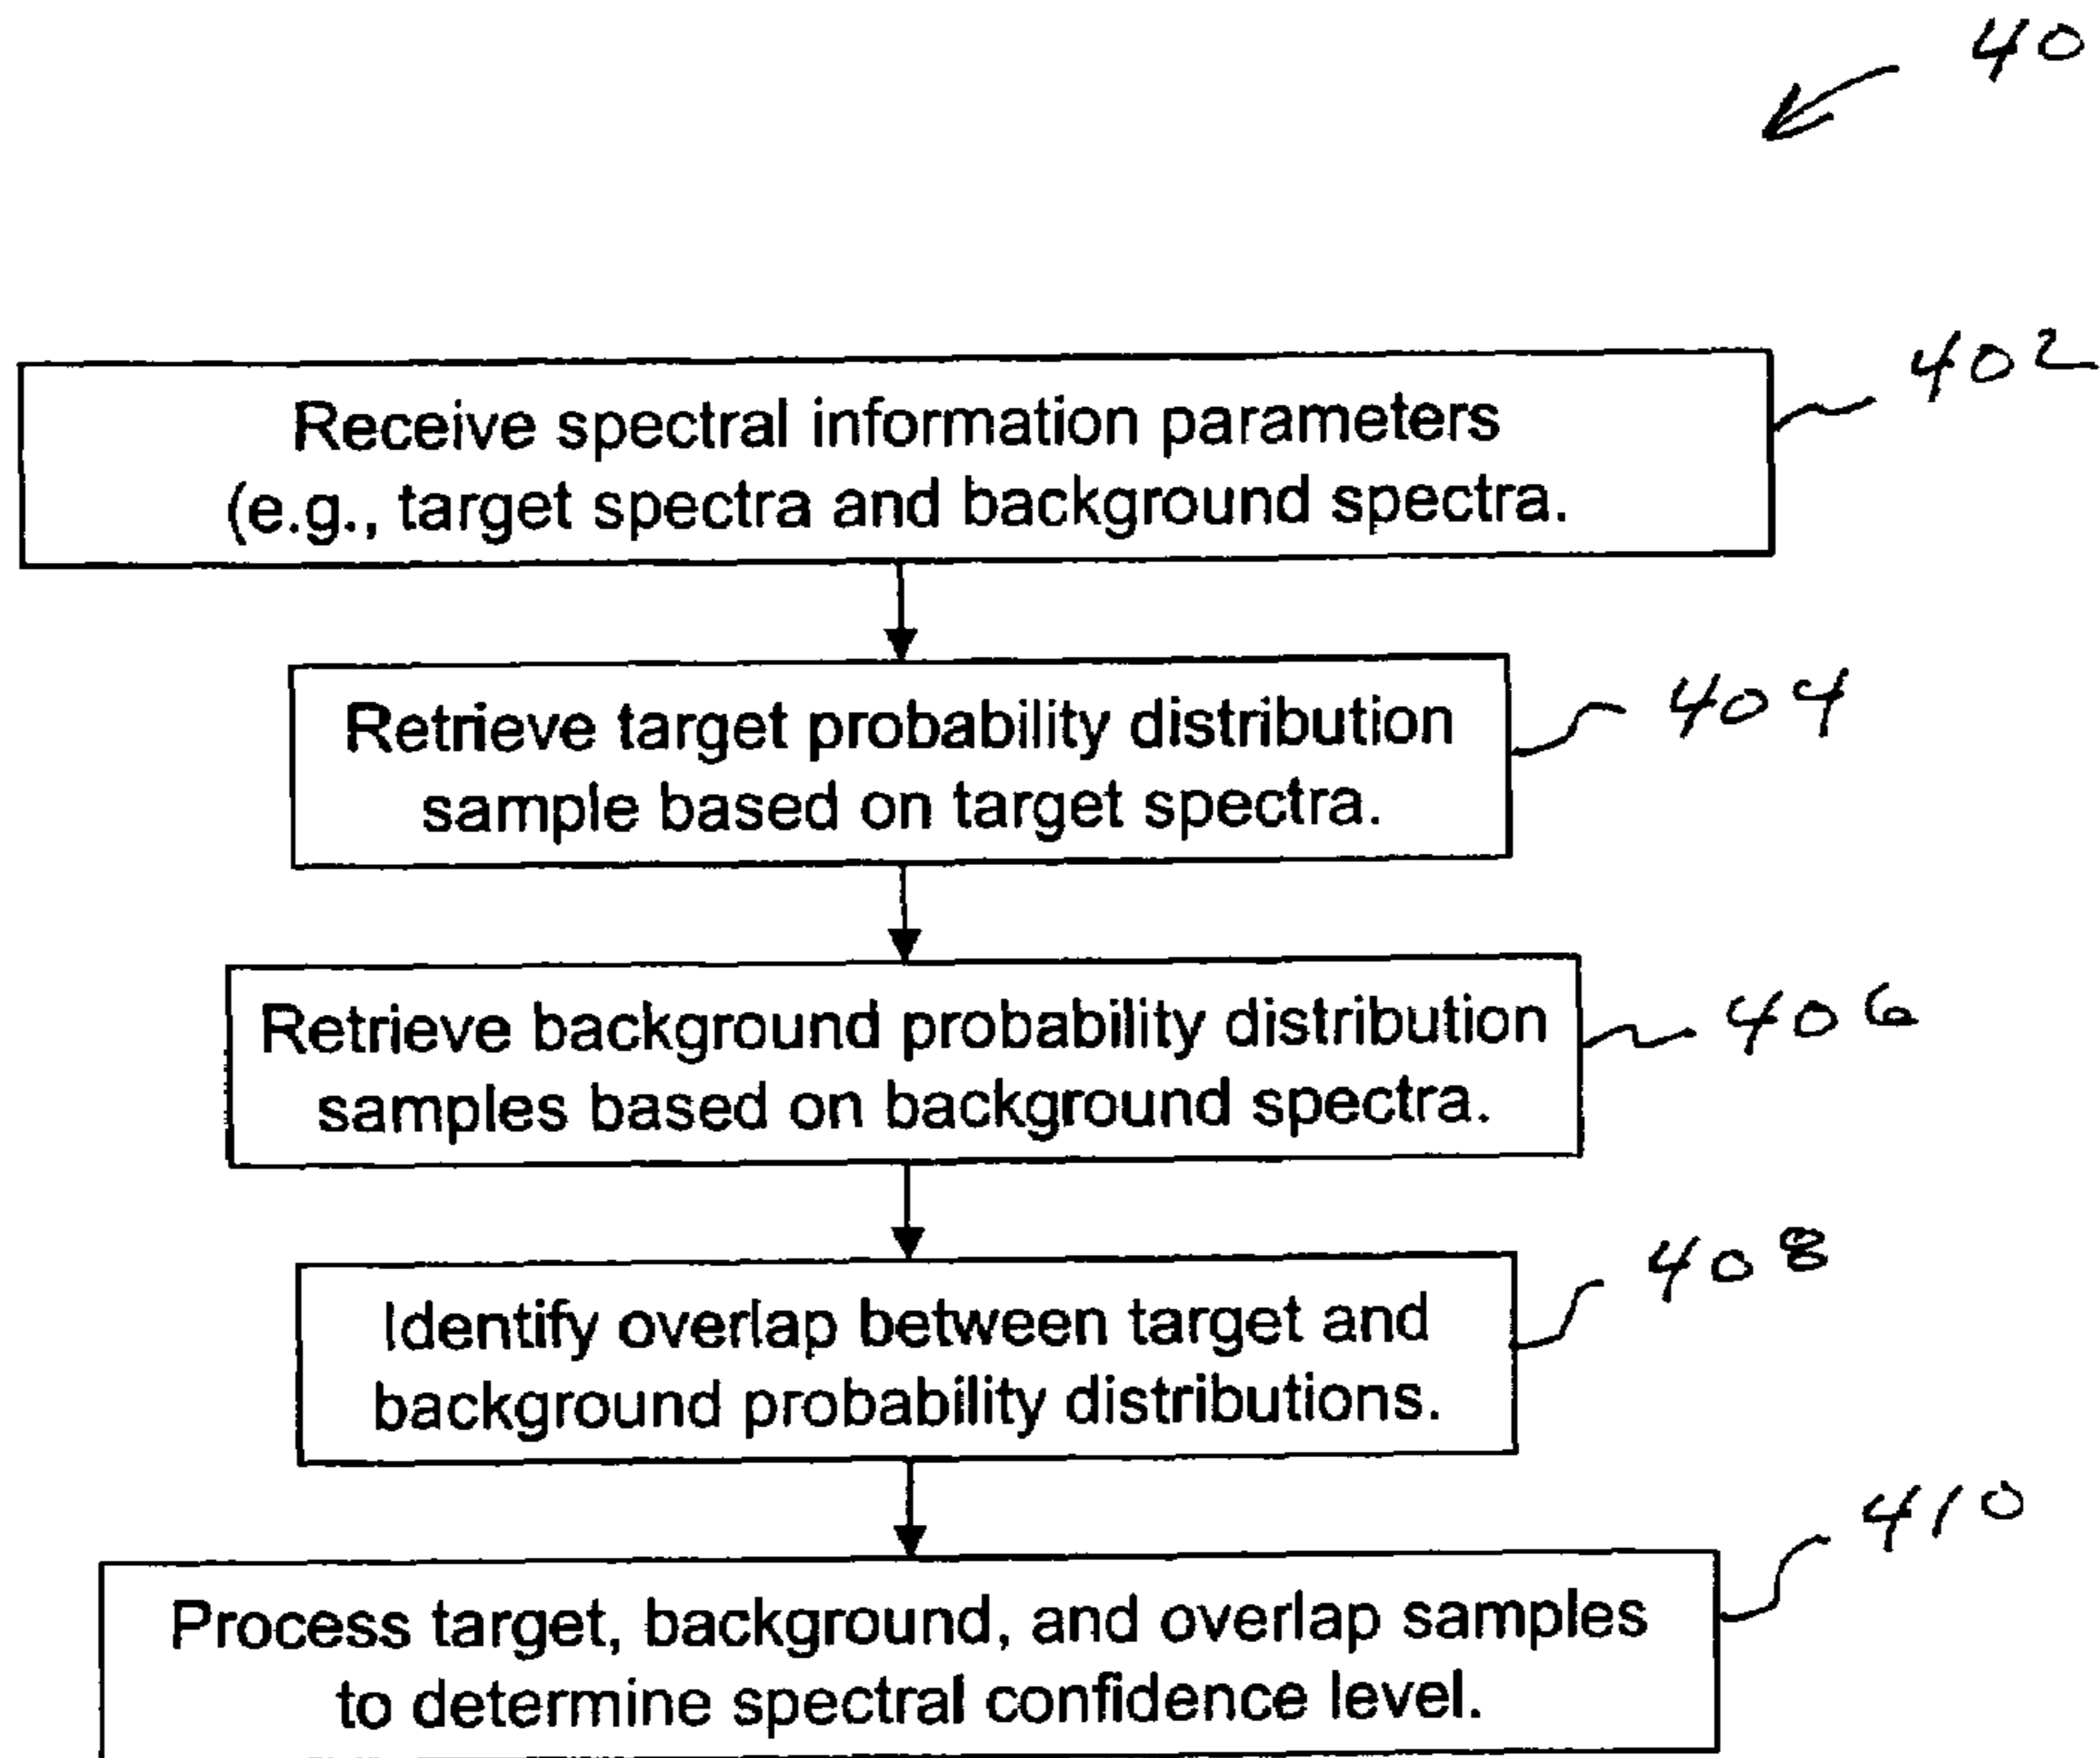 40
Receive spectral information parameters
(e.g., target spectra and background spectra.
402
Retrieve target probability distribution
sample based on target spectra.
404
Retrieve background probability distribution
samples based on background spectra.
406
Identify overlap between target and
background probability distributions.
408
Process target, background, and overlap samples
to determine spectral confidence level.
410